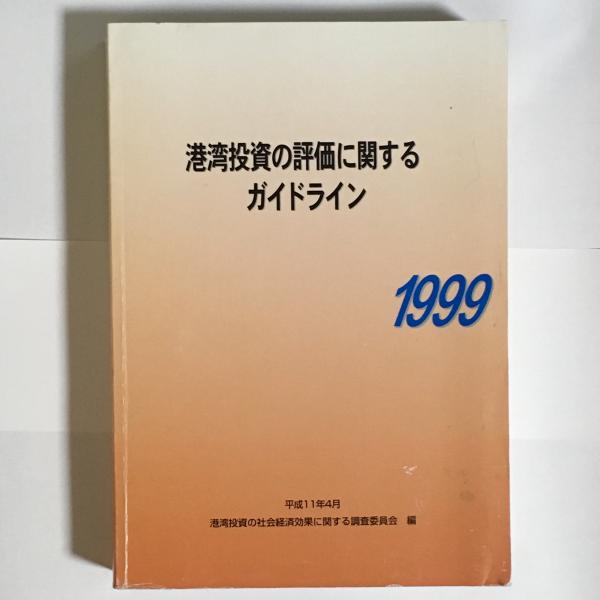 港湾投資の評価に関する
ガイドライン
1999
平成11年4月
港湾投資の社会経済効果に関する調査委員会　編